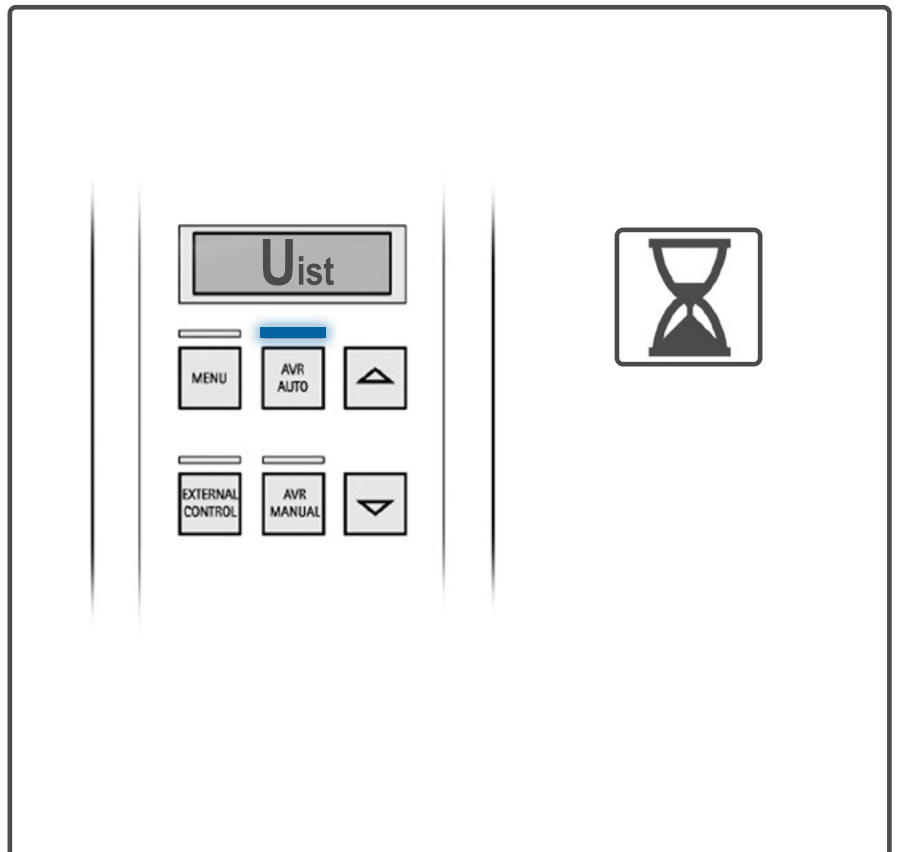 Uist
MENU
AVR
AUTO
EXTERNAL
CONTROL
AVR
MANUAL